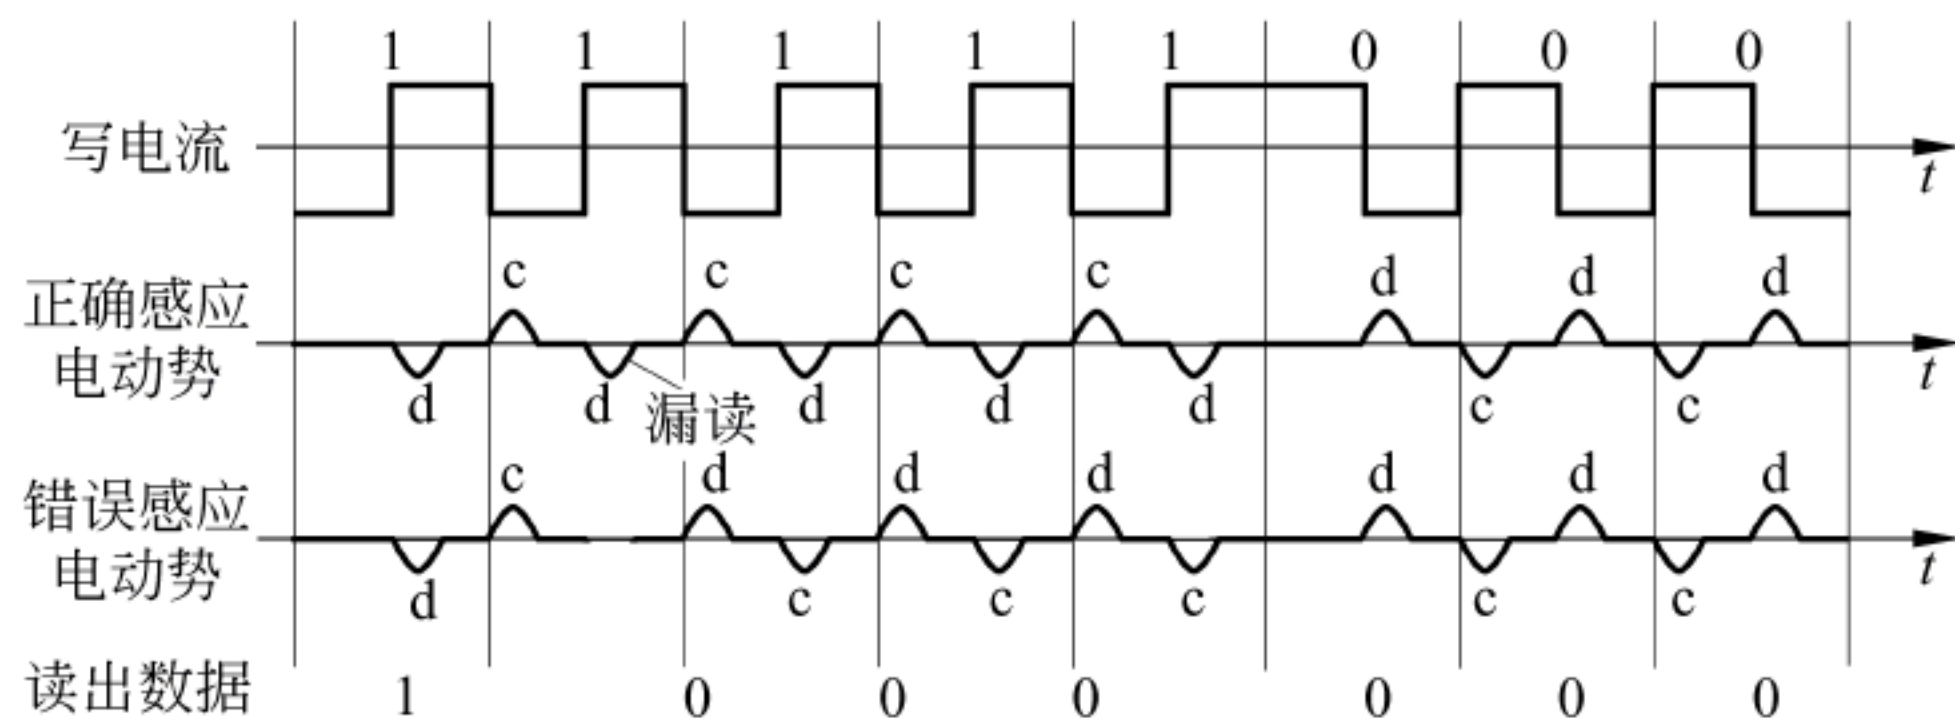 1 1 1 1 1 0 0 0
写电流
t
c c c c d d d
正确感应
电动势
t
d d 漏读 d d d c c
c d d d d d d
错误感应
电动势
t
d c c c c c
读出数据 1 0 0 0 0 0 0